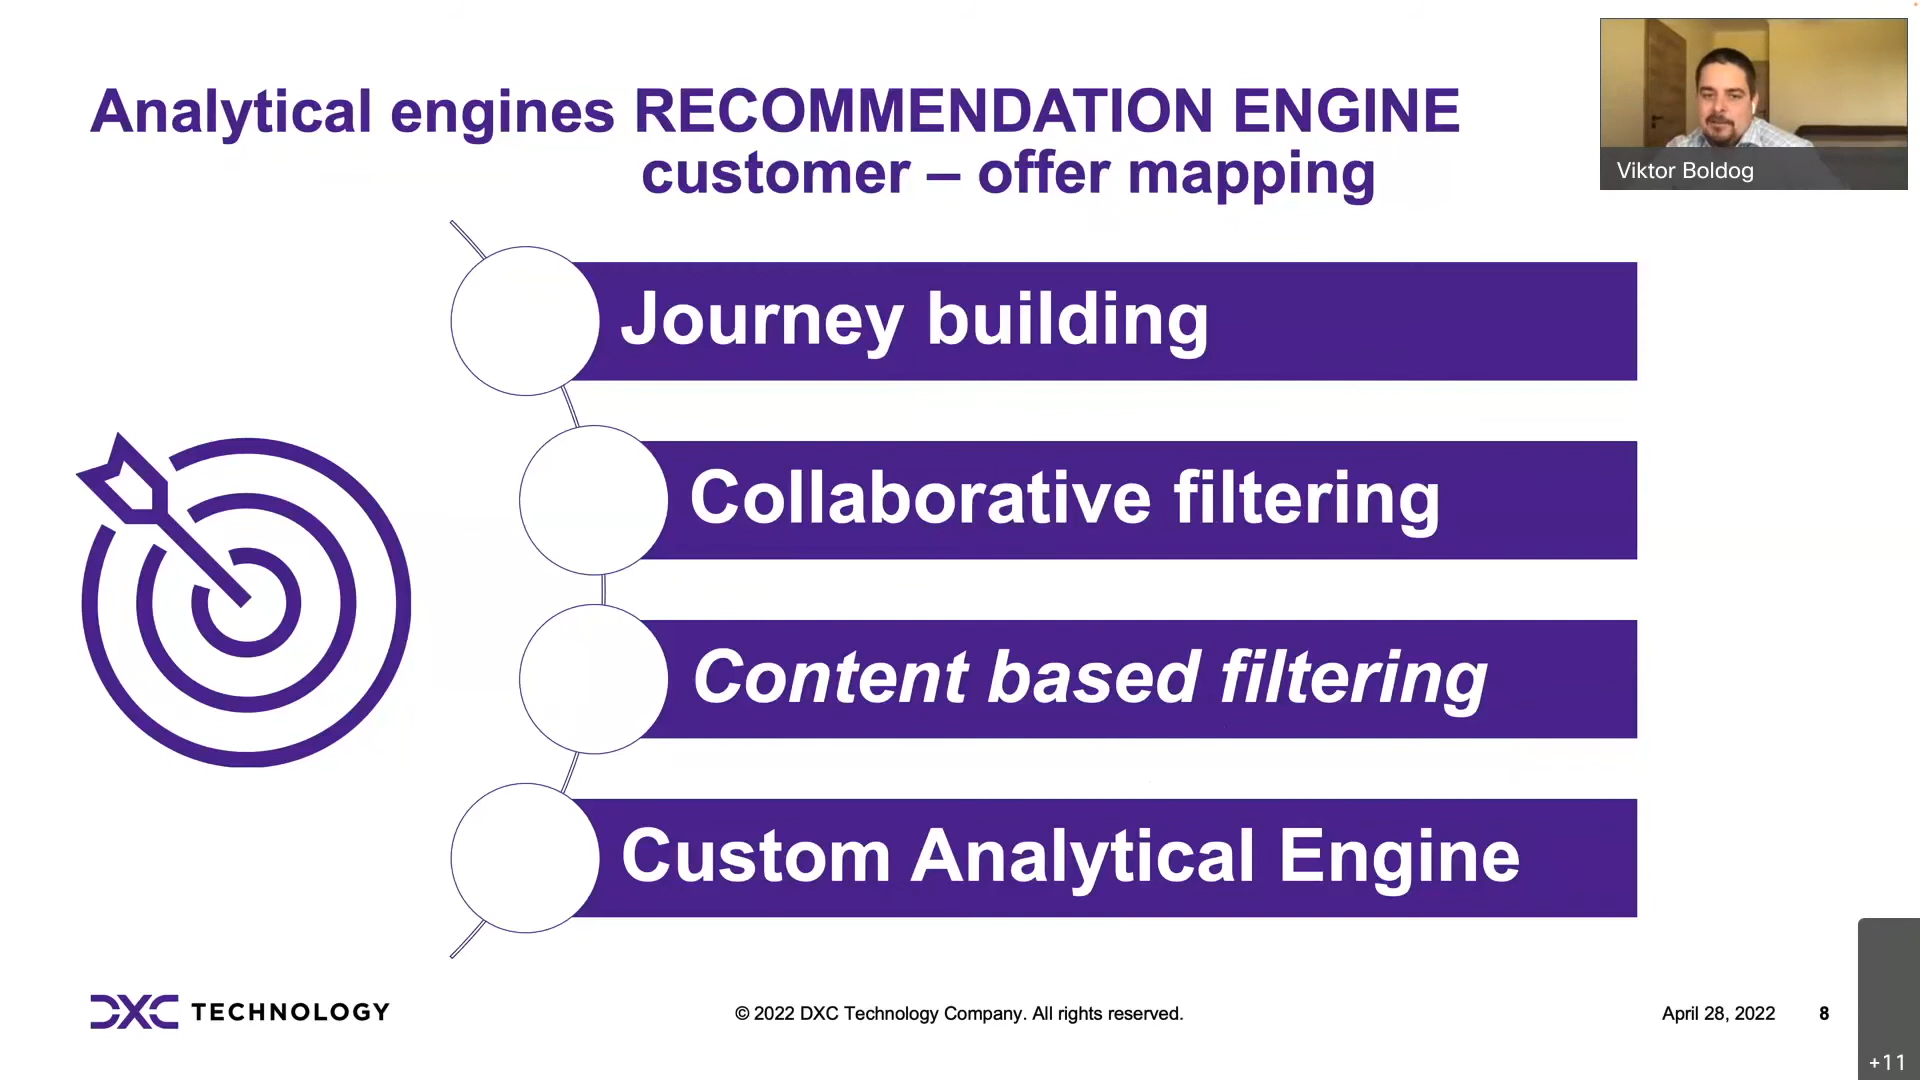 Analytical engines RECOMMENDATION ENGINE
customer – offer mapping
Viktor Boldog
Journey building
Collaborative filtering
Content based filtering
Custom Analytical Engine
DXC TECHNOLOGY
© 2022 DXC Technology Company. All rights reserved.
April 28, 2022 8
+11